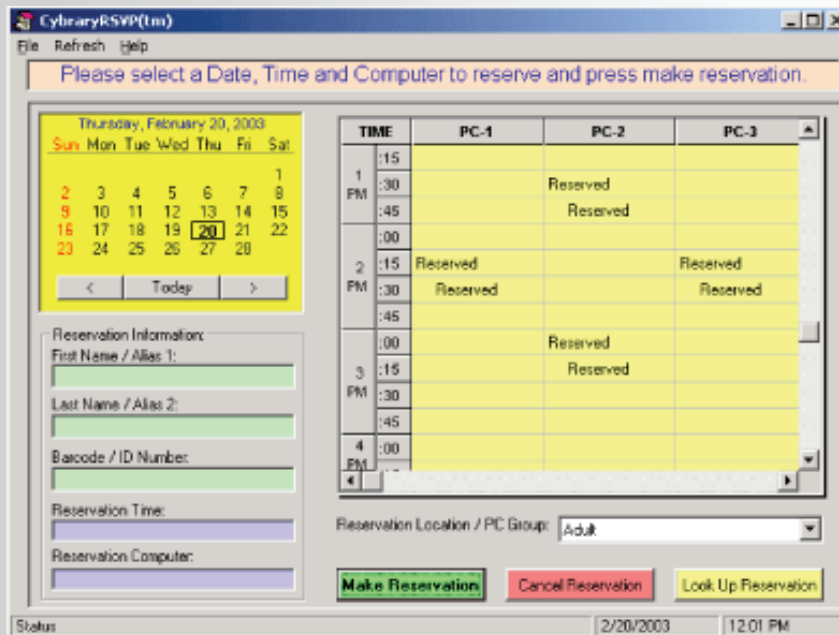 CybraryRSVP(tm)
File Refresh Help
Please select a Date, Time and Computer to reserve and press make reservation.
Thursday, February 20, 2003
Sun Mon Tue Wed Thu Fri Sat
1
2 3 4 5 6 7 8
9 10 11 12 13 14 15
16 17 18 19 20 21 22
23 24 25 26 27 28
< Today >
Reservation Information:
First Name / Alias 1:
Last Name / Alias 2:
Barcode / ID Number:
Reservation Time:
Reservation Computer:
TIME PC-1 PC-2 PC-3
1 PM
:15
:30 Reserved
:45 Reserved
2 PM
:00
:15 Reserved Reserved
:30 Reserved Reserved
:45
3 PM
:00 Reserved
:15 Reserved
:30
:45
4 PM
:00
Reservation Location / PC Group: Adult
Make Reservation Cancel Reservation Look Up Reservation
Status 2/20/2003 12:01 PM